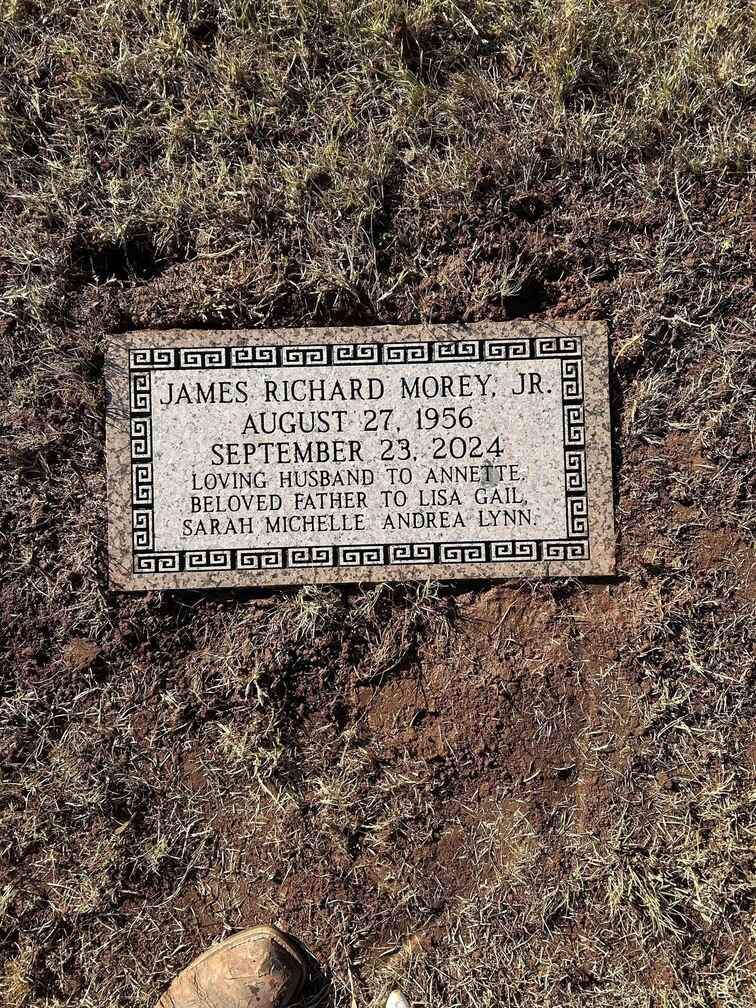 JAMES RICHARD MOREY, JR.
AUGUST 27, 1956
SEPTEMBER 23, 2024
LOVING HUSBAND TO ANNETTE,
BELOVED FATHER TO LISA GAIL,
SARAH MICHELLE ANDREA LYNN.